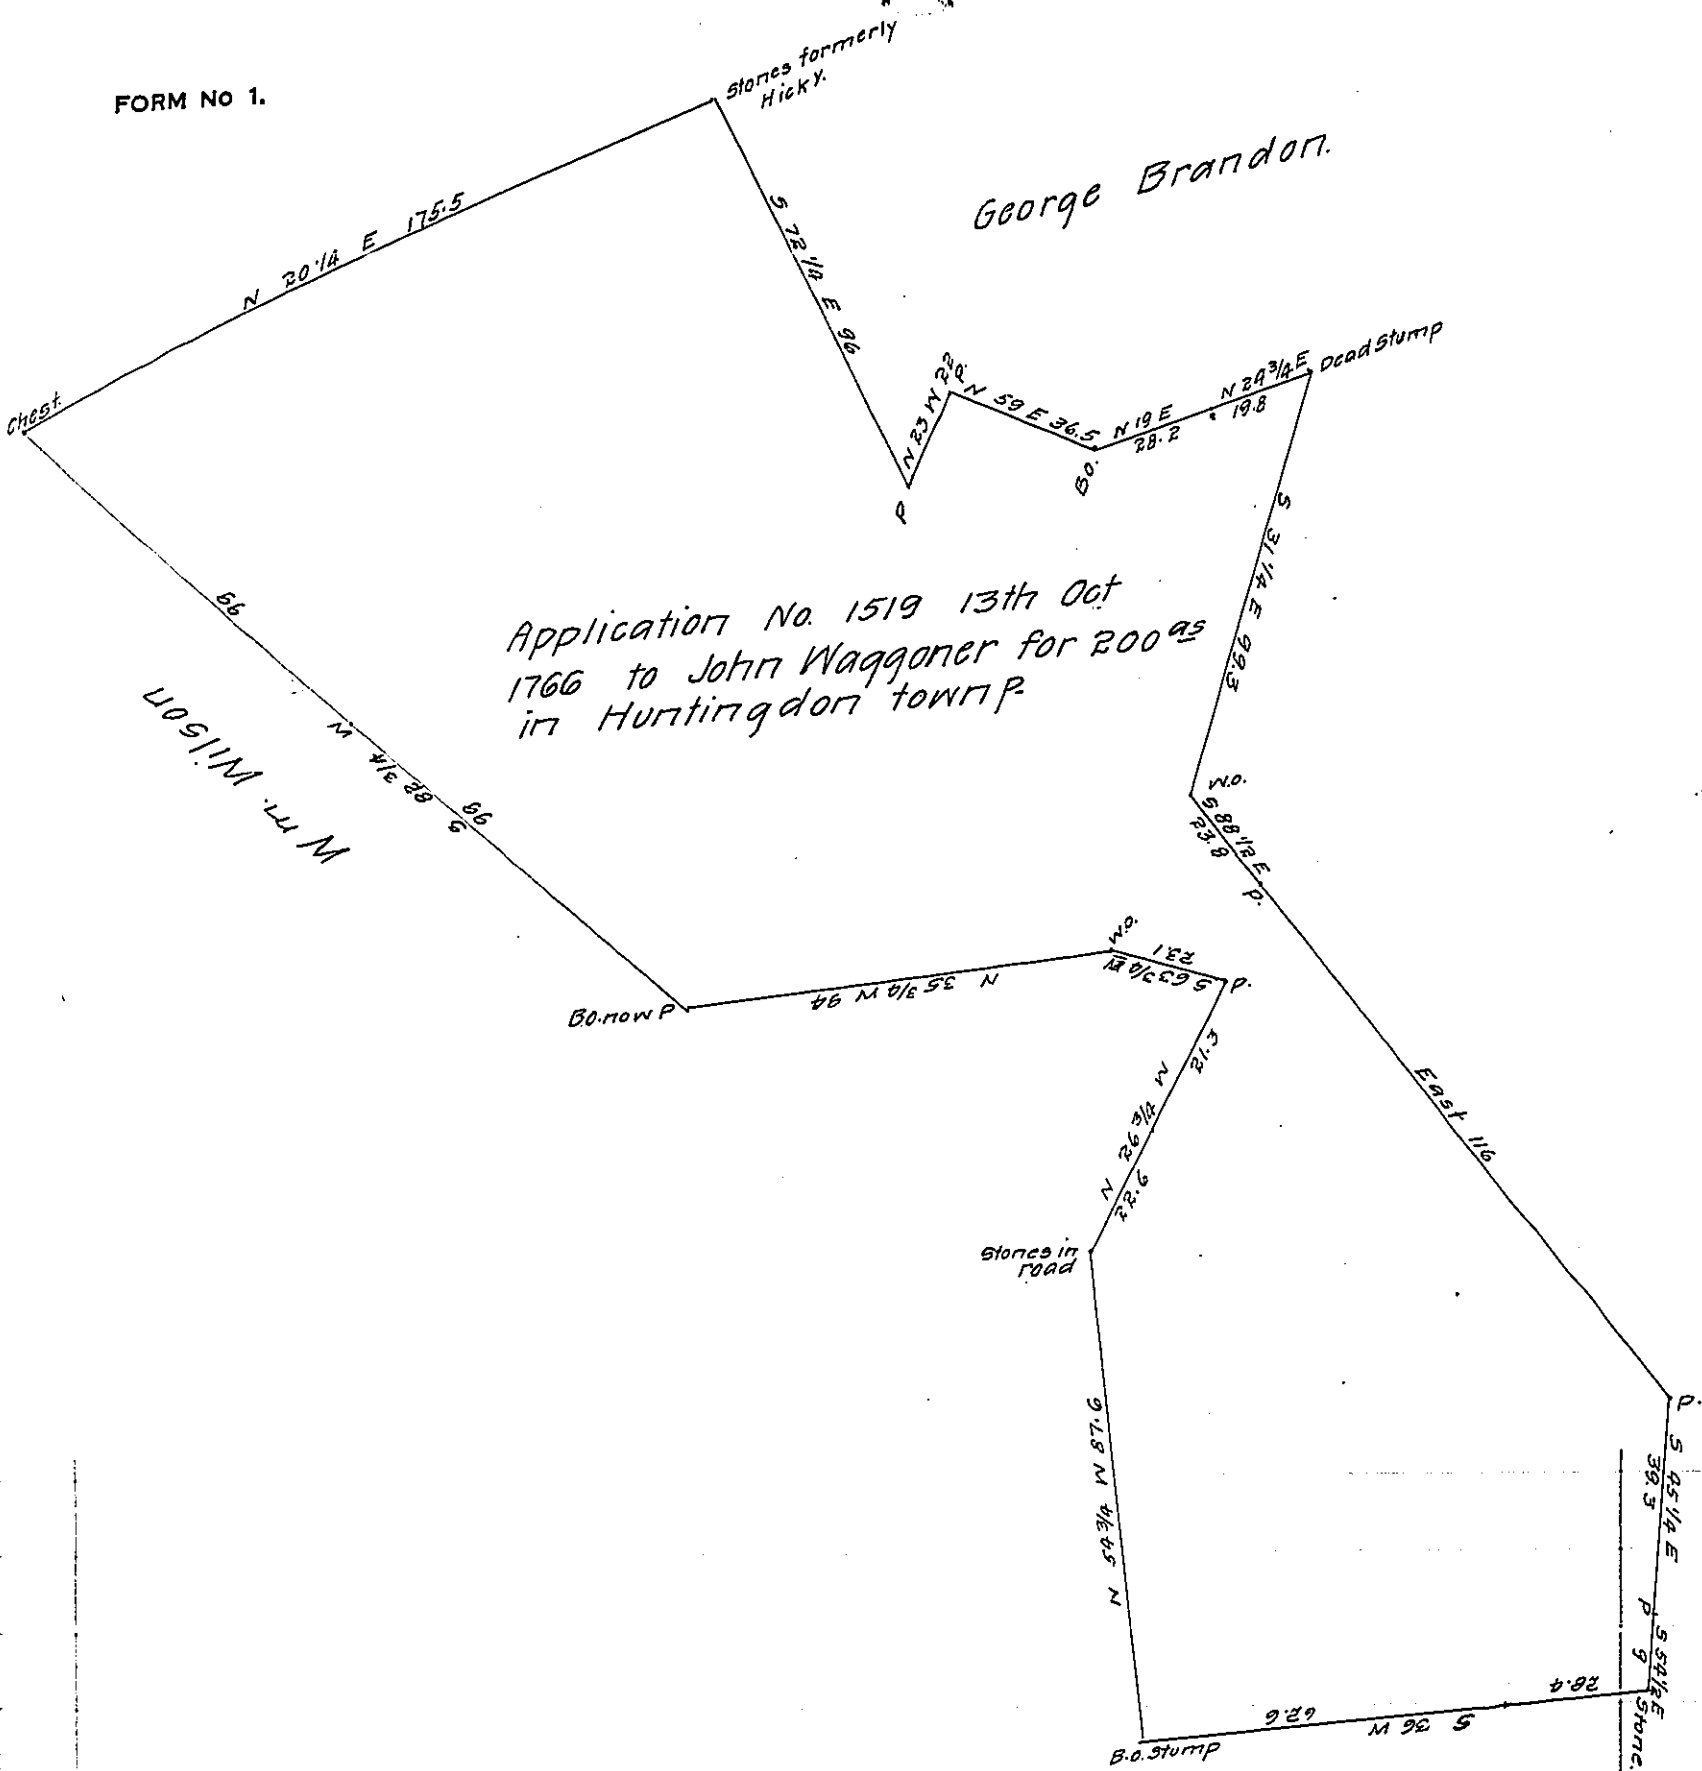 FORM No 1.
Stones formerly
Hicky.
George Brandon.
N 20 1/4 E 175.5
S 72 1/4 E 96
Chest.
N 23 W 22
P.
N 59 E 36.5
N 19 E
28.2
N 29 3/4 E
19.8
Dead Stump
B.O.
P
S 31 1/4 E 99.3
Application No. 1519 13th Oct
1766 to John Waggoner for 200 as
in Huntingdon townP.
99
S 82 3/4 W
99
Wm. Wilson
W.O.
S 88 1/2 E
23.8
P.
W.O.
S 63 3/4 W
23.1
P.
B.O. now P
N 35 3/4 W 94
21.3
N 26 3/4 W
East 116
Stones in
road
P.
N 54 3/4 W 87.6
S 45 1/4 E
39.3
P
S 54 1/2 E
9
Stone.
28.4
S 36 W
62.6
B.O. Stump